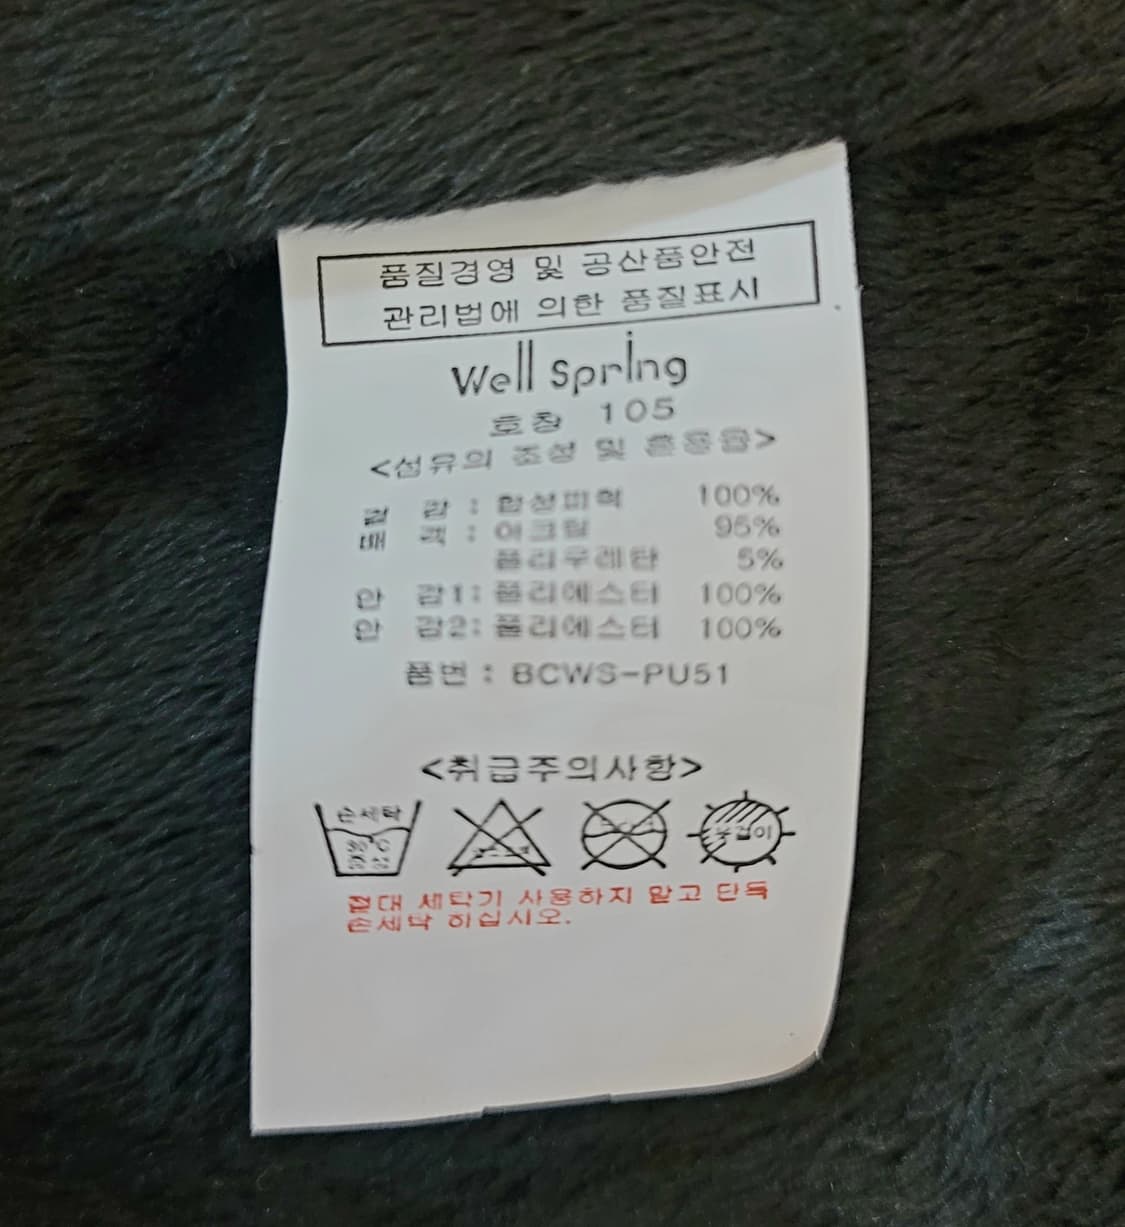 품질경영 및 공산품안전
관리법에 의한 품질표시
Well Spring
호칭 105
<섬유의 조성 및 혼용율>
겉 감 : 합성피혁 100%
배 색 : 아크릴 95%
폴리우레탄 5%
안 감1: 폴리에스터 100%
안 감2: 폴리에스터 100%
품번 : BCWS-PU51
<취급주의사항>
손세탁
30℃
중성
옷걸이
절대 세탁기 사용하지 말고 단독
손세탁 하십시오.